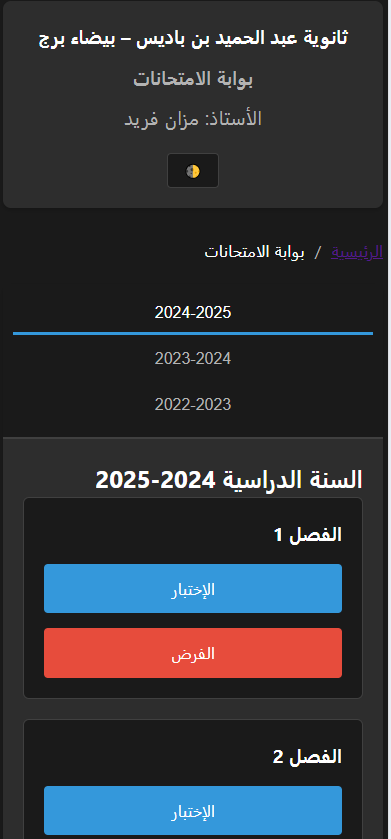 ثانوية عبد الحميد بن باديس – بيضاء برج
بوابة الامتحانات
الأستاذ: مزان فريد
الرئيسية / بوابة الامتحانات
2024-2025
2023-2024
2022-2023
السنة الدراسية 2024-2025
الفصل 1
الإختبار
الفرض
الفصل 2
الإختبار